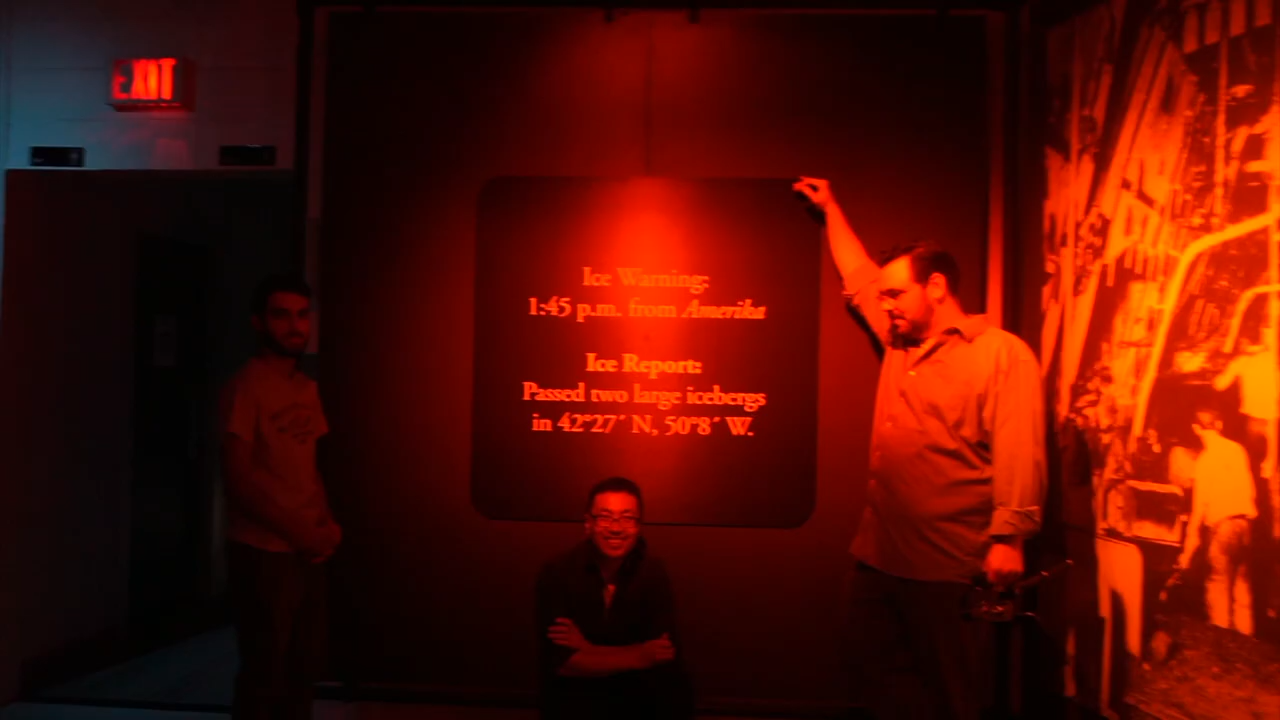 EXIT
Ice Warning:
1:45 p.m. from Amerika
Ice Report:
Passed two large icebergs
in 42°27´ N, 50°8´ W.